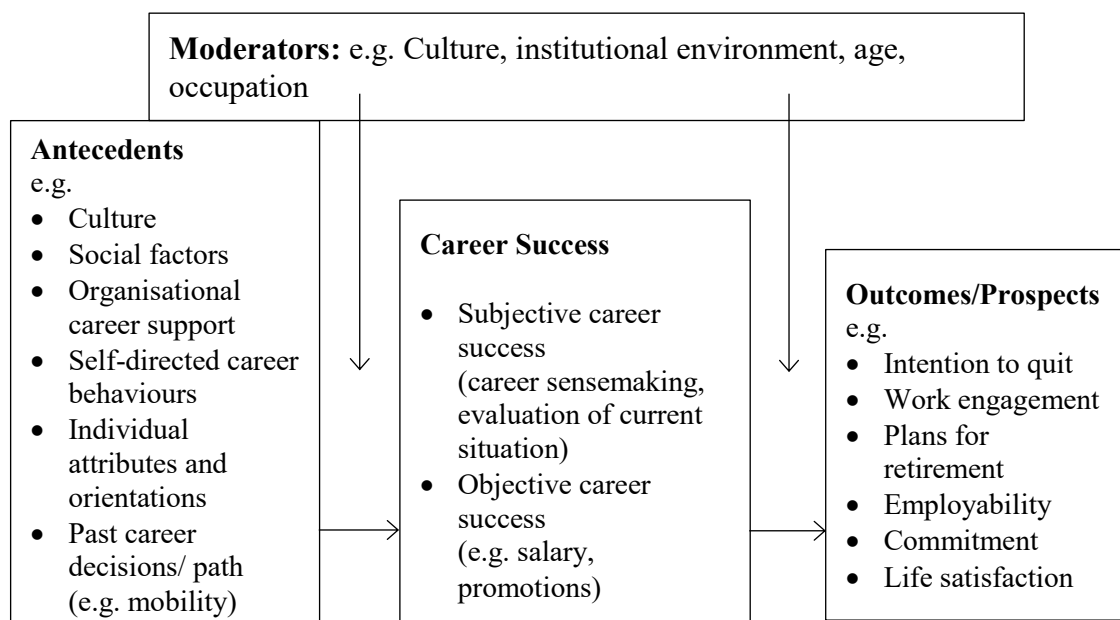 Moderators: e.g. Culture, institutional environment, age,
occupation
Antecedents
e.g.
• Culture
• Social factors
• Organisational
career support
• Self-directed career
behaviours
• Individual
attributes and
orientations
• Past career
decisions/ path
(e.g. mobility)
Career Success
• Subjective career
success
(career sensemaking,
evaluation of current
situation)
• Objective career
success
(e.g. salary,
promotions)
Outcomes/Prospects
e.g.
• Intention to quit
• Work engagement
• Plans for
retirement
• Employability
• Commitment
• Life satisfaction